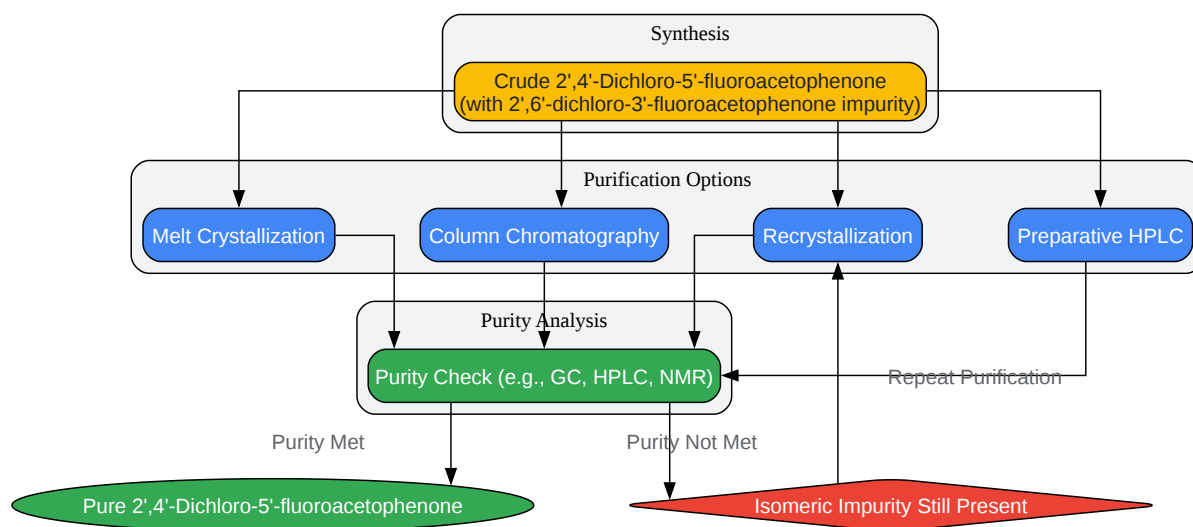 Synthesis
Crude 2',4'-Dichloro-5'-fluoroacetophenone
(with 2',6'-dichloro-3'-fluoroacetophenone impurity)
Purification Options
Melt Crystallization
Column Chromatography
Recrystallization
Preparative HPLC
Purity Analysis
Purity Check (e.g., GC, HPLC, NMR)
Repeat Purification
Purity Met
Purity Not Met
Pure 2',4'-Dichloro-5'-fluoroacetophenone
Isomeric Impurity Still Present